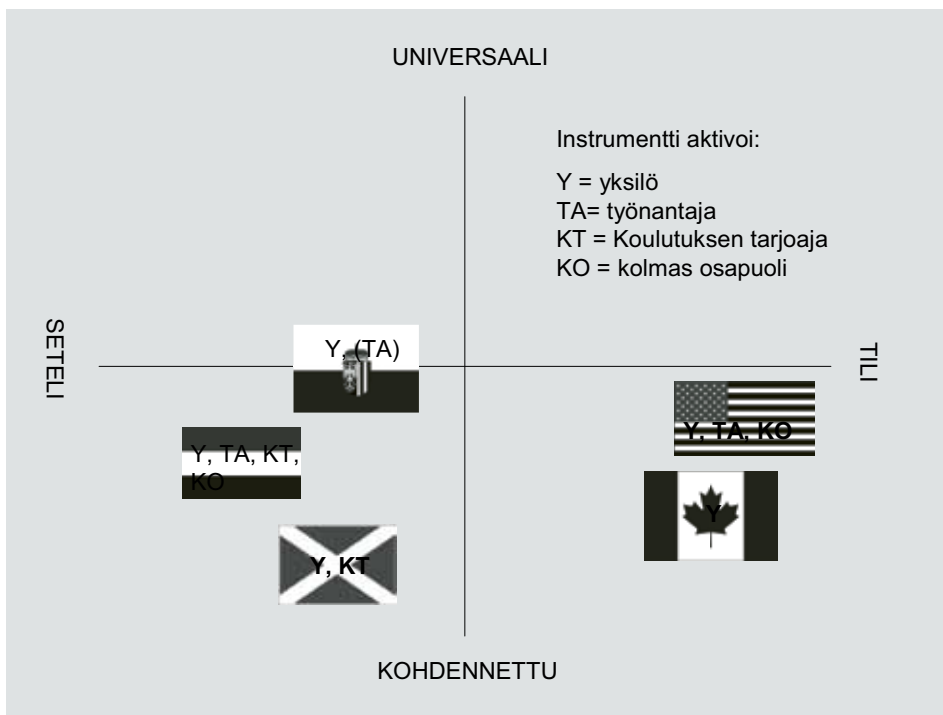 UNIVERSAALI
Instrumentti aktivoi:
Y = yksilö
TA= työnantaja
KT = Koulutuksen tarjoaja
KO = kolmas osapuoli
SETELI
Y, (TA)
TILI
Y, TA, KO
Y, TA, KT,
KO
Y
Y, KT
KOHDENNETTU